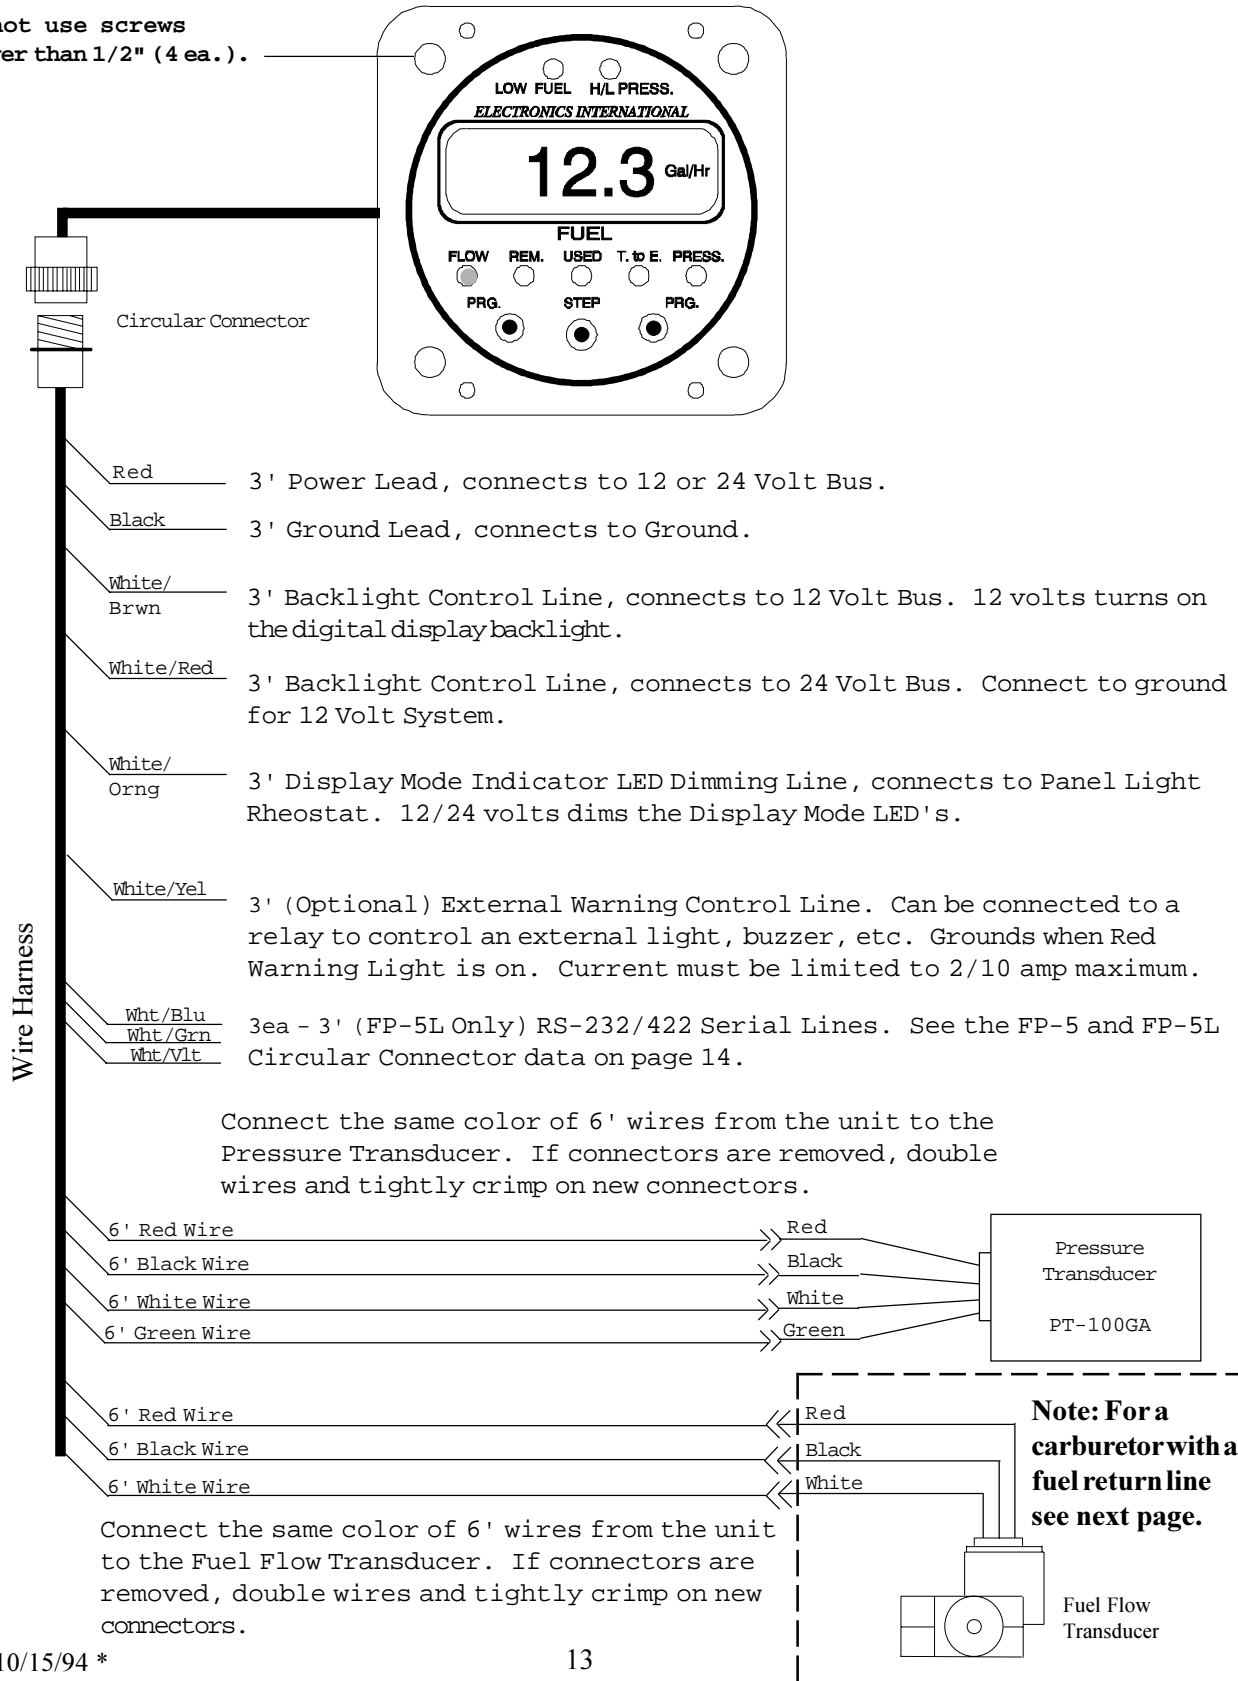 not use screws
than 1/2" (4 ea.).
LOW FUEL H/L PRESS.
ELECTRONICS INTERNATIONAL
12.3 Gal/Hr
FUEL
FLOW REM. USED T. to E. PRESS.
PRG. STEP PRG.
Circular Connector
Red
3' Power Lead, connects to 12 or 24 Volt Bus.
Black
3' Ground Lead, connects to Ground.
White/
Brwn
3' Backlight Control Line, connects to 12 Volt Bus. 12 volts turns on
the digital display backlight.
White/Red
3' Backlight Control Line, connects to 24 Volt Bus. Connect to ground
for 12 Volt System.
White/
Orng
3' Display Mode Indicator LED Dimming Line, connects to Panel Light
Rheostat. 12/24 volts dims the Display Mode LED's.
White/Yel
3' (Optional) External Warning Control Line. Can be connected to a
relay to control an external light, buzzer, etc. Grounds when Red
Warning Light is on. Current must be limited to 2/10 amp maximum.
Wire Harness
Wht/Blu
Wht/Grn
Wht/Vlt
3ea - 3' (FP-5L Only) RS-232/422 Serial Lines. See the FP-5 and FP-5L
Circular Connector data on page 14.
Connect the same color of 6' wires from the unit to the
Pressure Transducer. If connectors are removed, double
wires and tightly crimp on new connectors.
6' Red Wire Red
6' Black Wire Black
6' White Wire White
6' Green Wire Green
Pressure
Transducer
PT-100GA
6' Red Wire Red
6' Black Wire Black
6' White Wire White
Note: For a
carburetor with a
fuel return line
see next page.
Connect the same color of 6' wires from the unit
to the Fuel Flow Transducer. If connectors are
removed, double wires and tightly crimp on new
connectors.
Fuel Flow
Transducer
10/15/94 *
13